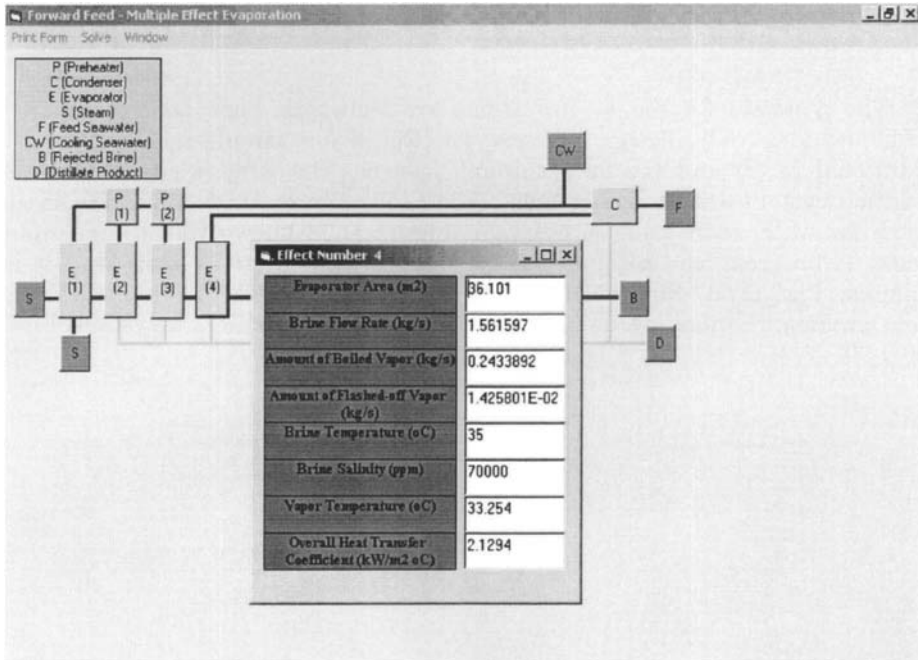 Forward Feed - Multiple Effect Evaporation
Print Form Solve Window
P (Preheater)
C (Condenser)
E (Evaporator)
S (Steam)
F (Feed Seawater)
CW (Cooling Seawater)
B (Rejected Brine)
D (Distillate Product)
CW
P
(1)
P
(2)
C
F
E
(1)
E
(2)
E
(3)
E
(4)
S
S
B
D
Effect Number 4
Evaporator Area (m2)
36.101
Brine Flow Rate (kg/s)
1.561597
Amount of Boiled Vapor (kg/s)
0.2433892
Amount of Flashed-off Vapor
(kg/s)
1.425801E-02
Brine Temperature (oC)
35
Brine Salinity (ppm)
70000
Vapor Temperature (oC)
33.254
Overall Heat Transfer
Coefficient (kW/m2 oC)
2.1294